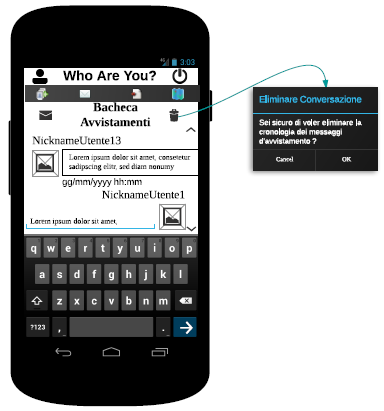 3:03
Who Are You?
Bacheca
Avvistamenti
NicknameUtente13
Lorem ipsum dolor sit amet, consetetur
sadipscing elitr, sed diam nonumy
gg/mm/yyyy hh:mm
NicknameUtente1
Lorem ipsum dolor sit amet,
q w e r t y u i o p
a s d f g h j k l
z x c v b n m
?123 , .
Eliminare Conversazione
Sei sicuro di voler eliminare la
cronologia dei messaggi
d'avvistamento ?
Cancel OK